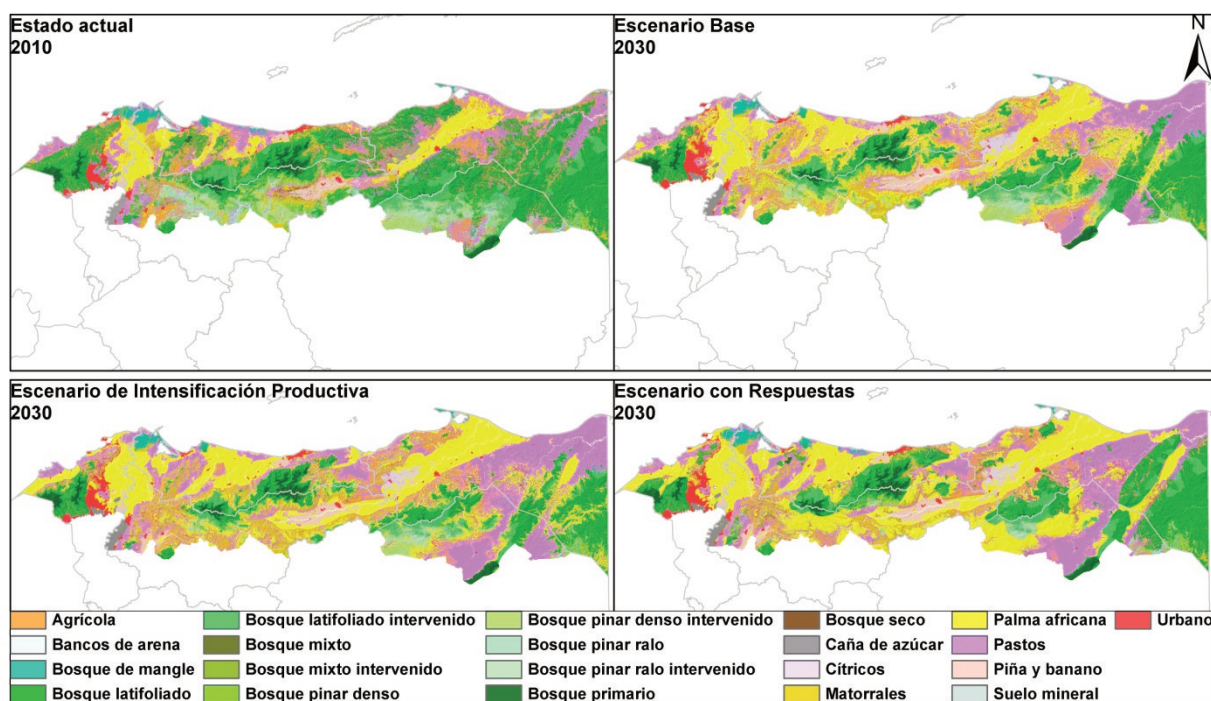 Estado actual
2010
Escenario Base
2030
N
Escenario de Intensificación Productiva
2030
Escenario con Respuestas
2030
Agrícola
Bancos de arena
Bosque de mangle
Bosque latifoliado
Bosque latifoliado intervenido
Bosque mixto
Bosque mixto intervenido
Bosque pinar denso
Bosque pinar denso intervenido
Bosque pinar ralo
Bosque pinar ralo intervenido
Bosque primario
Bosque seco
Caña de azúcar
Cítricos
Matorrales
Palma africana
Pastos
Piña y banano
Suelo mineral
Urbano